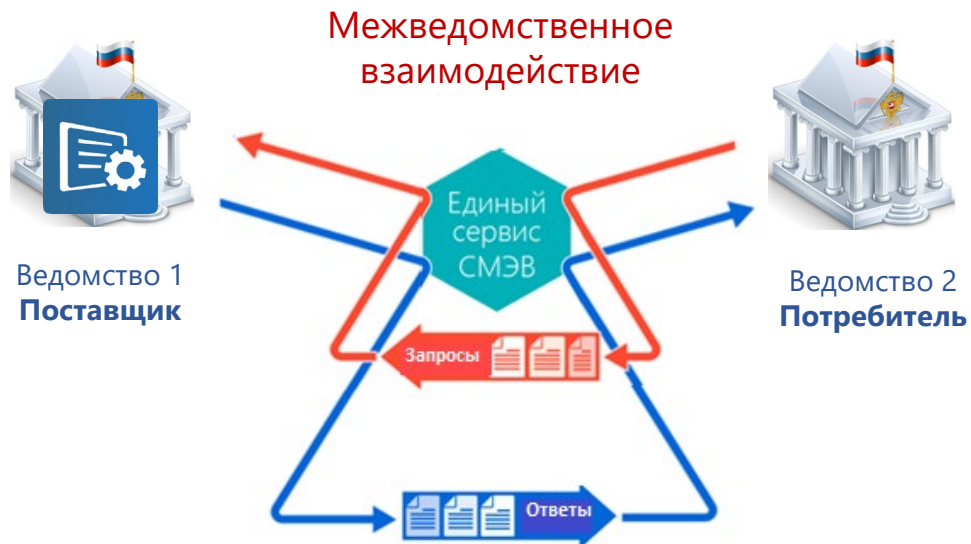 Межведомственное
взаимодействие
Единый
сервис
СМЭВ
Ведомство 1
Поставщик
Ведомство 2
Потребитель
Запросы
Ответы